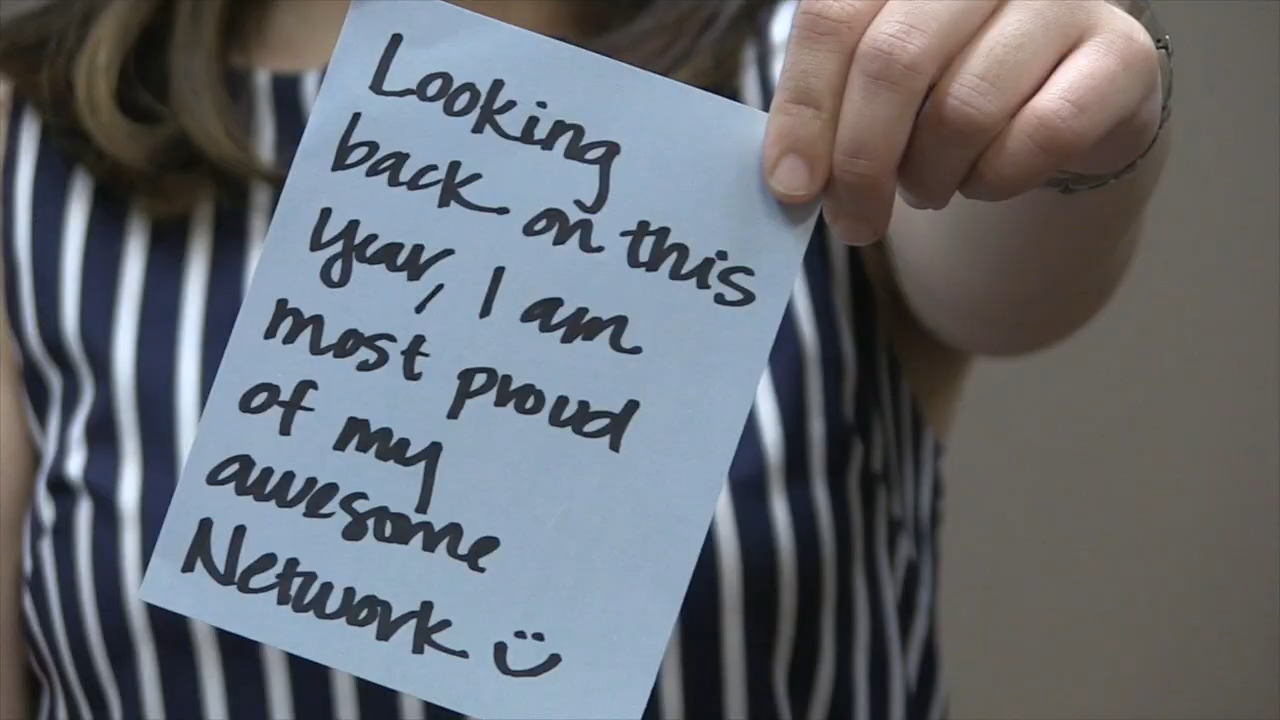 Looking
back on this
Year, I am
most proud
of my
awesome
Network ü